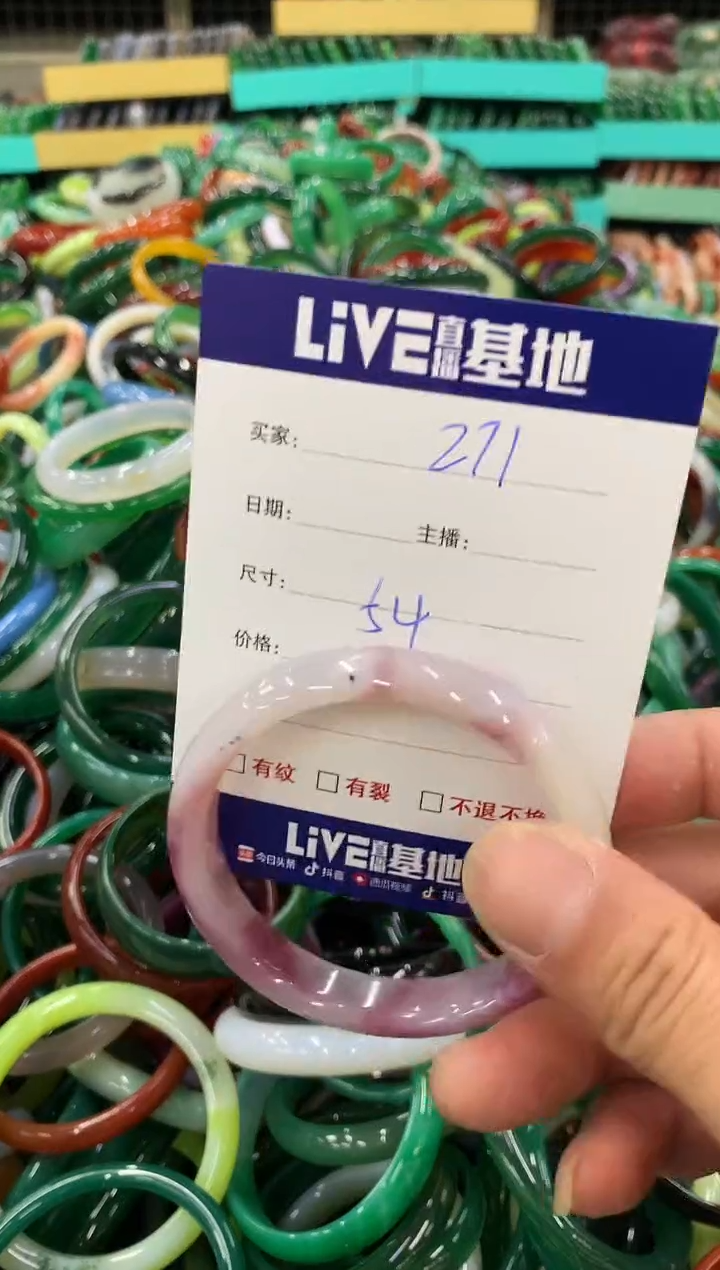 LiVE直播基地
买家： 271
日期： 主播：
尺寸： 54
价格：
□有纹 □有裂 □不退不换
LiVE直播基地
今日头条 抖音 西瓜视频 抖音